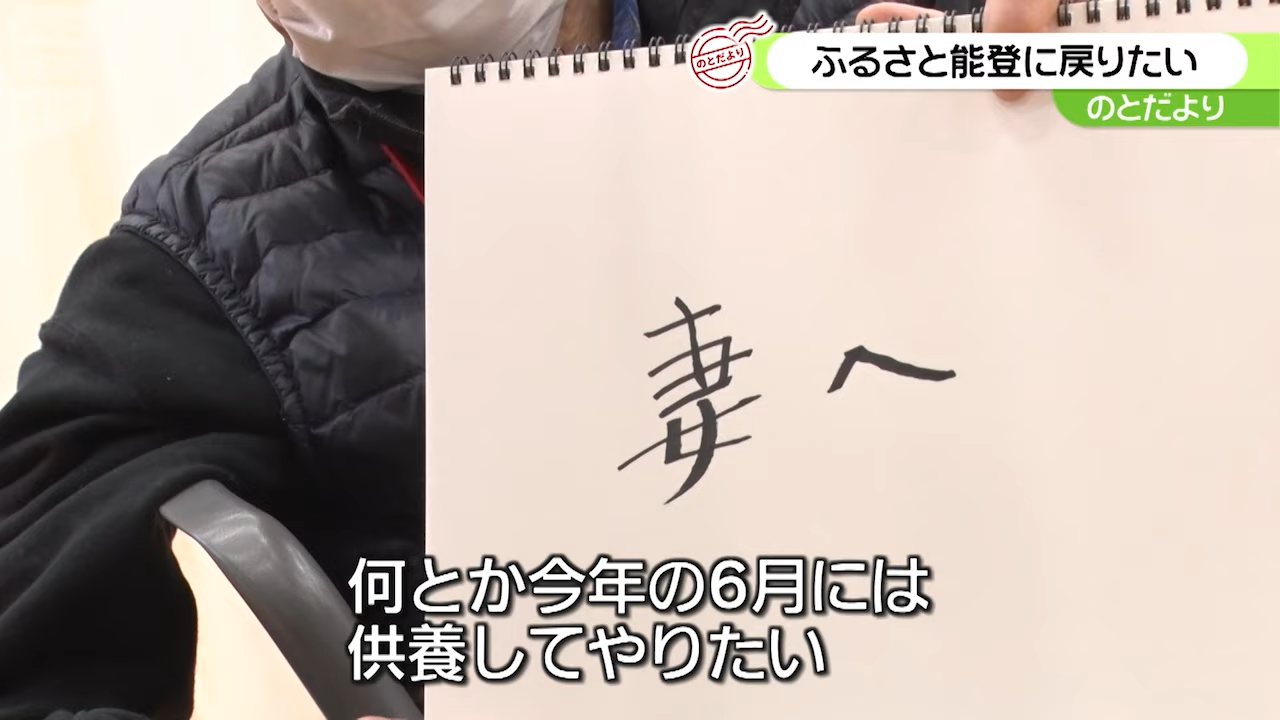 のとだより
ふるさと能登に戻りたい
のとだより
妻へ
何とか今年の6月には
供養してやりたい